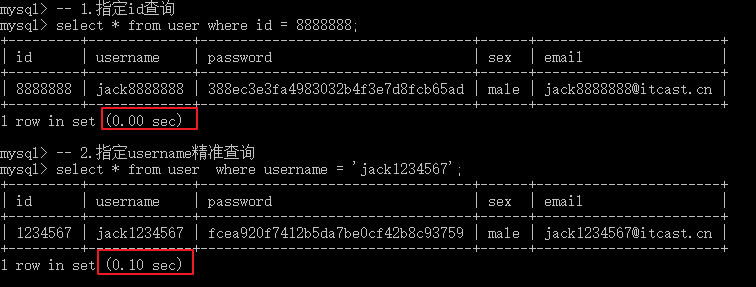 mysql> -- 1.指定id查询
mysql> select * from user where id = 8888888;
| id | username | password | sex | email |
| 8888888 | jack8888888 | 388ec3e3fa4983032b4f3e7d8fcb65ad | male | jack8888888@itcast.cn |
1 row in set (0.00 sec)
mysql> -- 2.指定username精准查询
mysql> select * from user  where username = 'jack1234567';
| id | username | password | sex | email |
| 1234567 | jack1234567 | fcea920f7412b5da7be0cf42b8c93759 | male | jack1234567@itcast.cn |
1 row in set (0.10 sec)